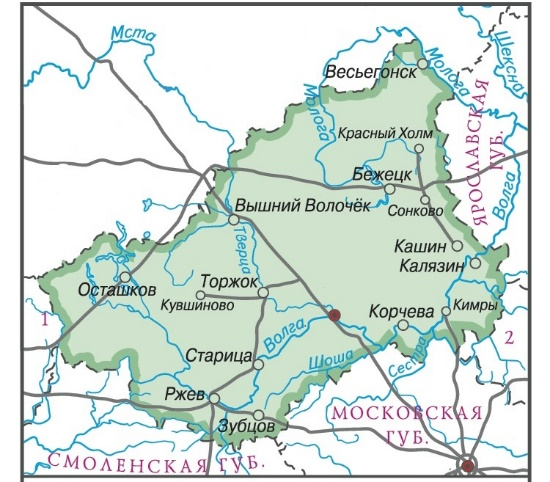 Мста
Шексна
Молога
Весьегонск
Молога
ЯРОСЛАВСКАЯ
ГУБ.
Красный Холм
Бежецк
Сонково
Волга
Вышний Волочёк
Тверца
Кашин
Калязин
Осташков
Торжок
Кувшиново
Корчева
Кимры
1
Волга
2
Старица
Шоша
Сестра
Ржев
Зубцов
МОСКОВСКАЯ
ГУБ.
СМОЛЕНСКАЯ ГУБ.